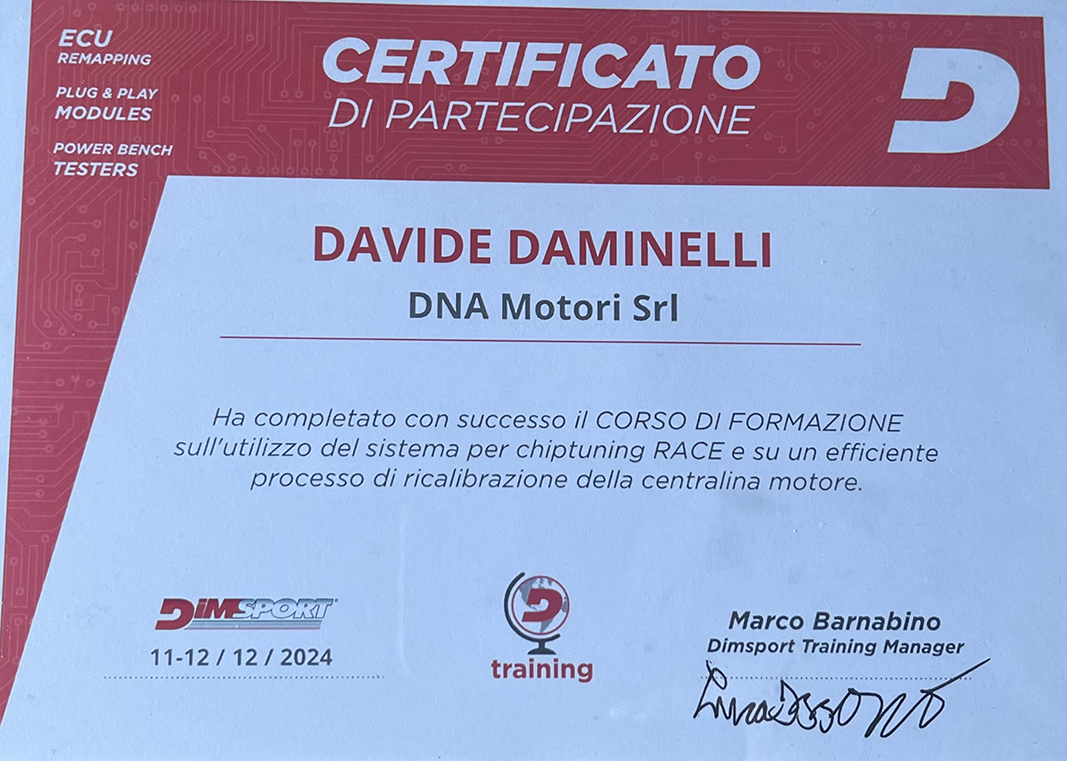 ECU
REMAPPING
PLUG & PLAY
MODULES
POWER BENCH
TESTERS
CERTIFICATO
DI PARTECIPAZIONE
D
DAVIDE DAMINELLI
DNA Motori Srl
Ha completato con successo il CORSO DI FORMAZIONE
sull'utilizzo del sistema per chiptuning RACE e su un efficiente
processo di ricalibrazione della centralina motore.
DIMSPORT
11-12 / 12 / 2024
D
training
Marco Barnabino
Dimsport Training Manager